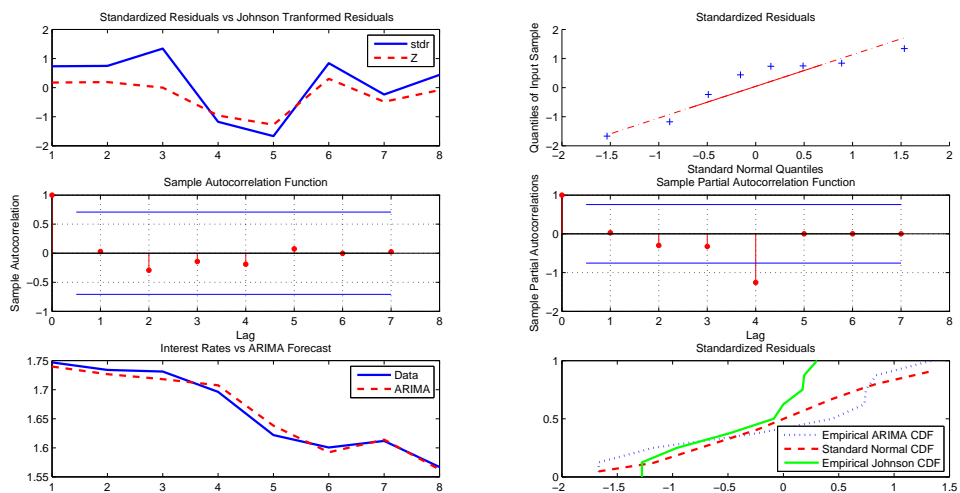 Standardized Residuals vs Johnson Tranformed Residuals
2
1
0
−1
−2
1 2 3 4 5 6 7 8
stdr
Z
Standardized Residuals
Quantiles of Input Sample
2
1
0
−1
−2
−2 −1.5 −1 −0.5 0 0.5 1 1.5 2
Standard Normal Quantiles
Sample Autocorrelation Function
Sample Autocorrelation
1
0.5
0
−0.5
−1
0 1 2 3 4 5 6 7 8
Lag
Sample Partial Autocorrelation Function
Sample Partial Autocorrelations
1
0
−1
−2
0 1 2 3 4 5 6 7 8
Lag
Interest Rates vs ARIMA Forecast
1.75
1.65
1.6
1.55
1 2 3 4 5 6 7 8
Data
ARIMA
Standardized Residuals
1
0.5
0
−2 −1.5 −1 −0.5 0 0.5 1 1.5
Empirical ARIMA CDF
Standard Normal CDF
Empirical Johnson CDF